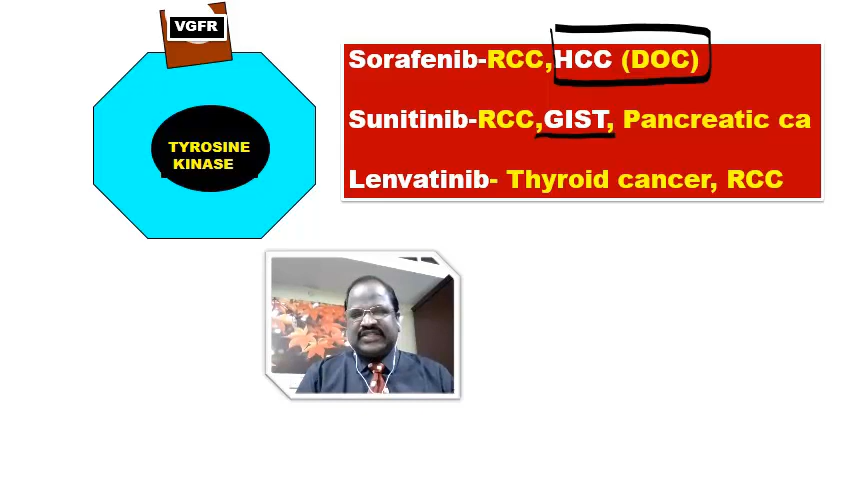 VGFR
TYROSINE
KINASE
Sorafenib-RCC,HCC (DOC)
Sunitinib-RCC,GIST, Pancreatic ca
Lenvatinib- Thyroid cancer, RCC